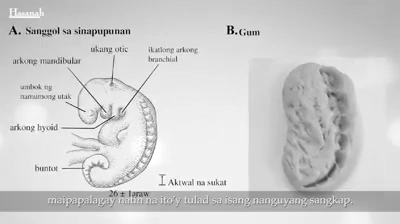 Hasanah
A. Sanggol sa sinapupunan
B. Gum
ukang otic
ikatlong arkong
branchial
arkong mandibular
umbok ng
namumong utak
arkong hyoid
buntot
Aktwal na sukat
26 ± 1araw
maipapalagay natin na ito'y tulad sa isang nanguyang sangkap.